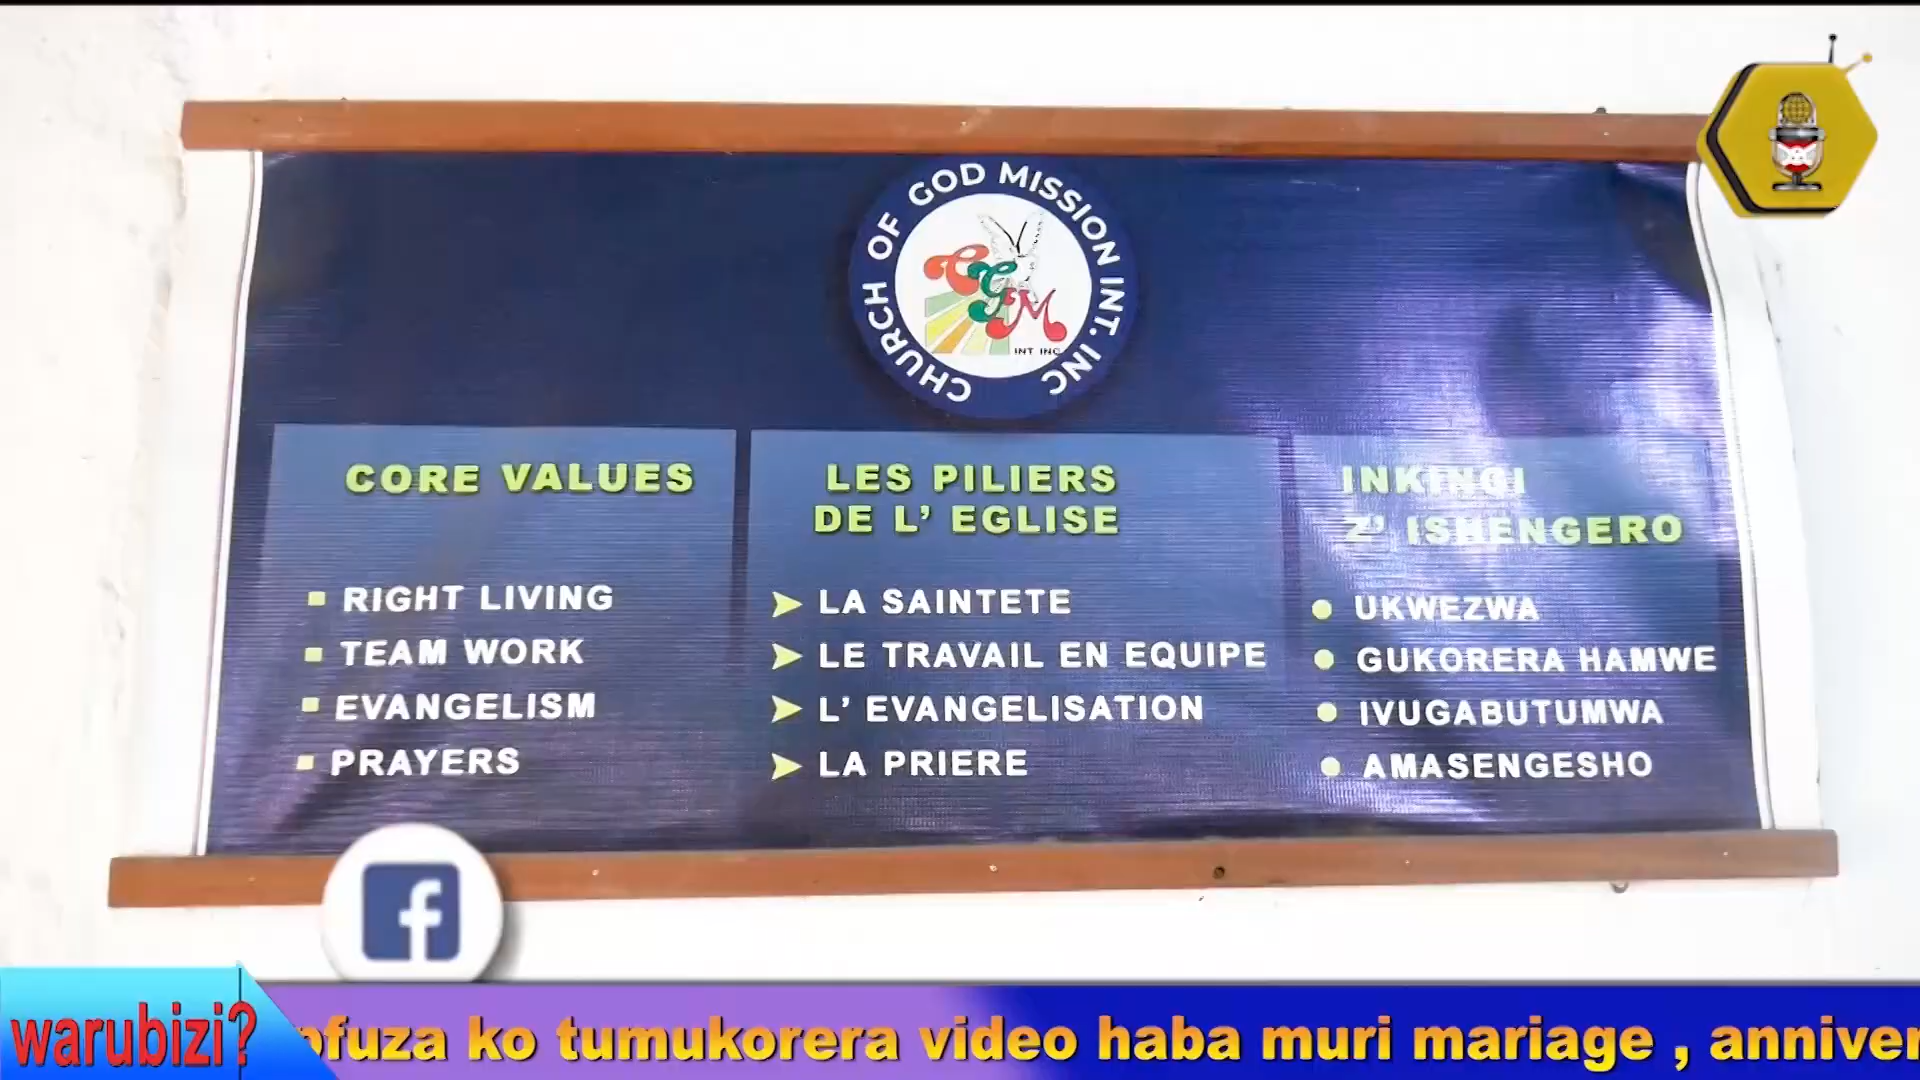 CHURCH OF GOD MISSION INT. INC
CGM
INT INC
CORE VALUES
RIGHT LIVING
TEAM WORK
EVANGELISM
PRAYERS
LES PILIERS
DE L' EGLISE
LA SAINTETE
LE TRAVAIL EN EQUIPE
L' EVANGELISATION
LA PRIERE
INKINGI
Z' ISHENGERO
UKWEZWA
GUKORERA HAMWE
IVUGABUTUMWA
AMASENGESHO
warubizi?
ofuza ko tumukorera video haba muri mariage , anniver